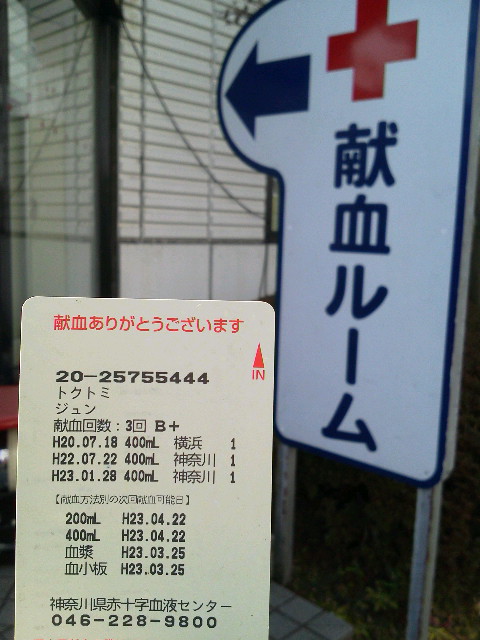 献血ルーム
献血ありがとうございます
IN
20-25755444
トクトミ
ジュン
献血回数:3回 B+
H20.07.18 400mL 横浜 1
H22.07.22 400mL 神奈川 1
H23.01.28 400mL 神奈川 1
【献血方法別の次回献血可能日】
200mL H23.04.22
400mL H23.04.22
血漿 H23.03.25
血小板 H23.03.25
神奈川県赤十字血液センター
046-228-9800